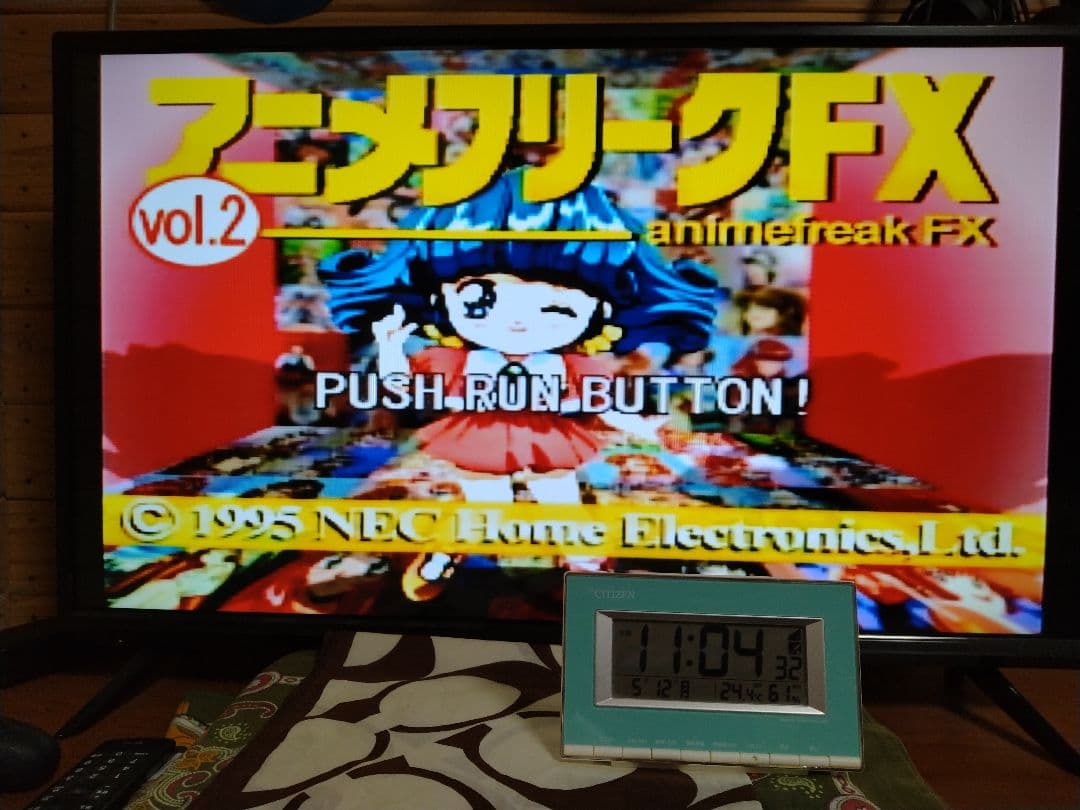 アニメフリークFX
vol.2
animefreak FX
PUSH RUN BUTTON!
© 1995 NEC Home Electronics,Ltd.
CITIZEN
11:04 32
5 12 月 24.4 ℃ 61